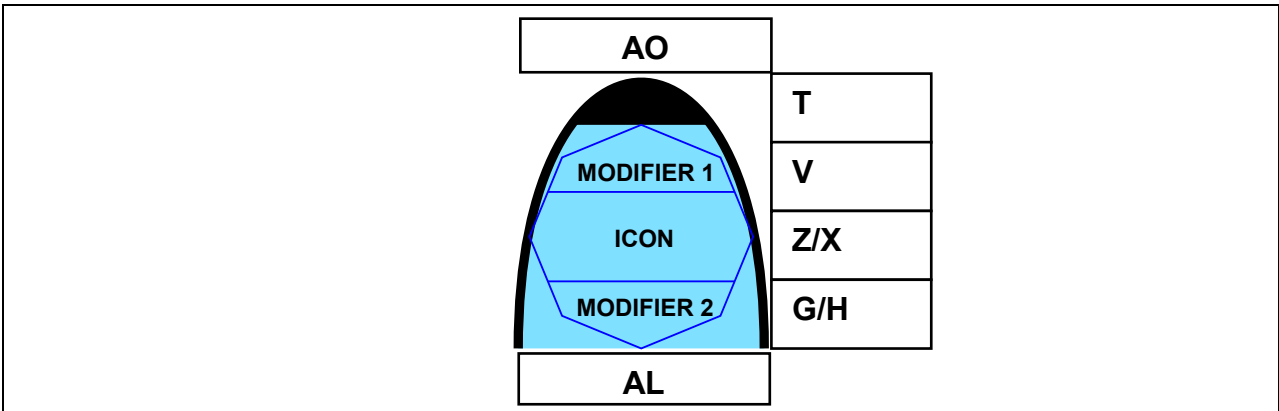 AO
T
MODIFIER 1
V
ICON
Z/X
MODIFIER 2
G/H
AL